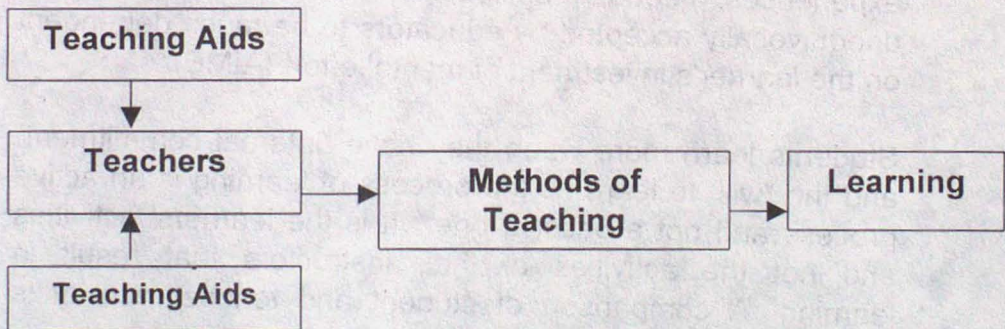 Teaching Aids
Teachers
Methods of
Teaching
Learning
Teaching Aids